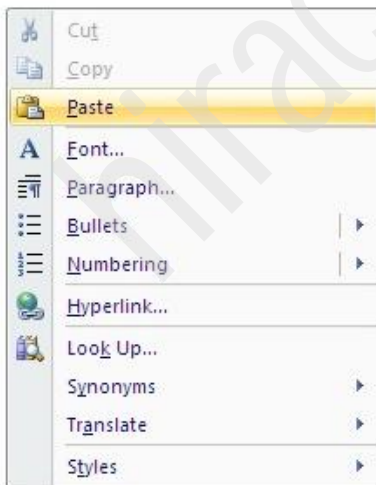 Cut
Copy
Paste
Font...
Paragraph...
Bullets
Numbering
Hyperlink...
Look Up...
Synonyms
Translate
Styles